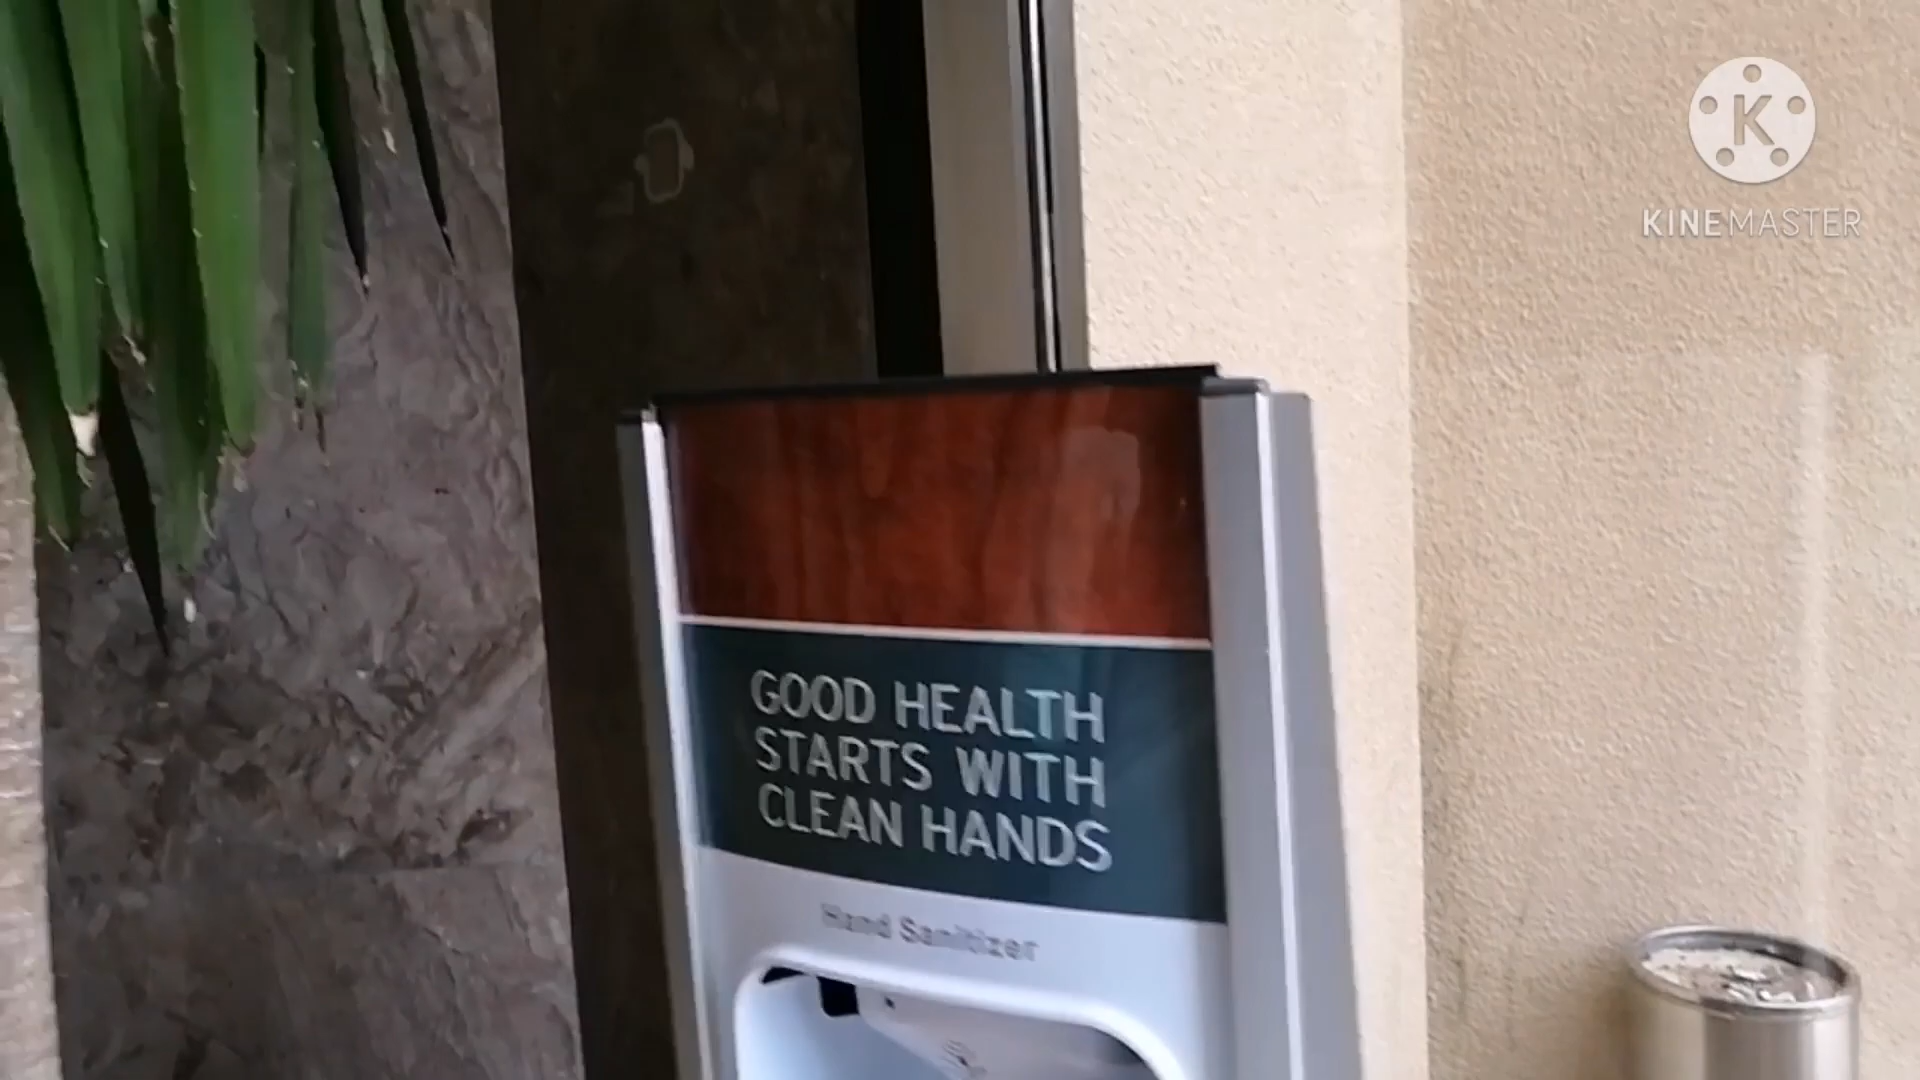 K
KINEMASTER
GOOD HEALTH
STARTS WITH
CLEAN HANDS
Hand Sanitizer